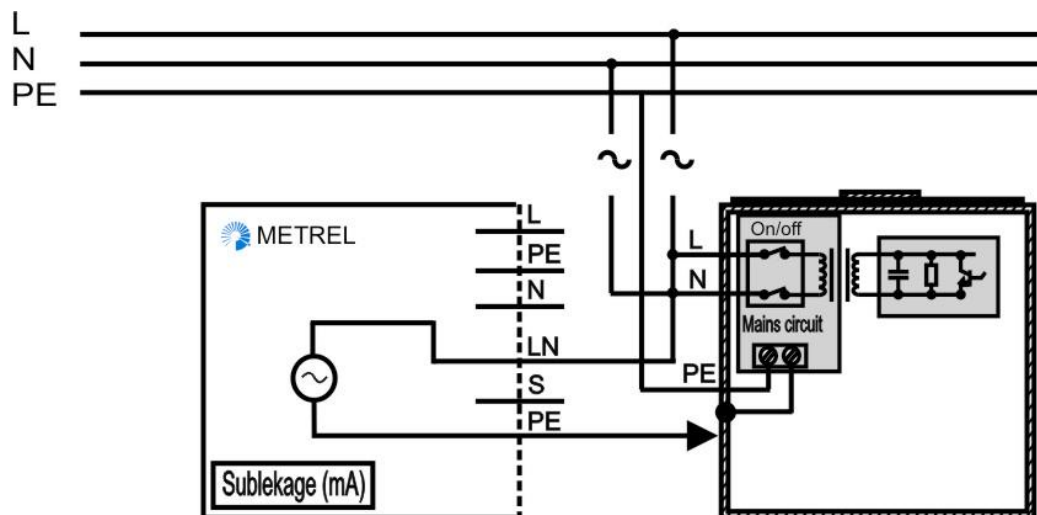 L
N
PE
METREL
L
PE
N
LN
S
PE
Sublekage (mA)
L
N
PE
On/off
Mains circuit